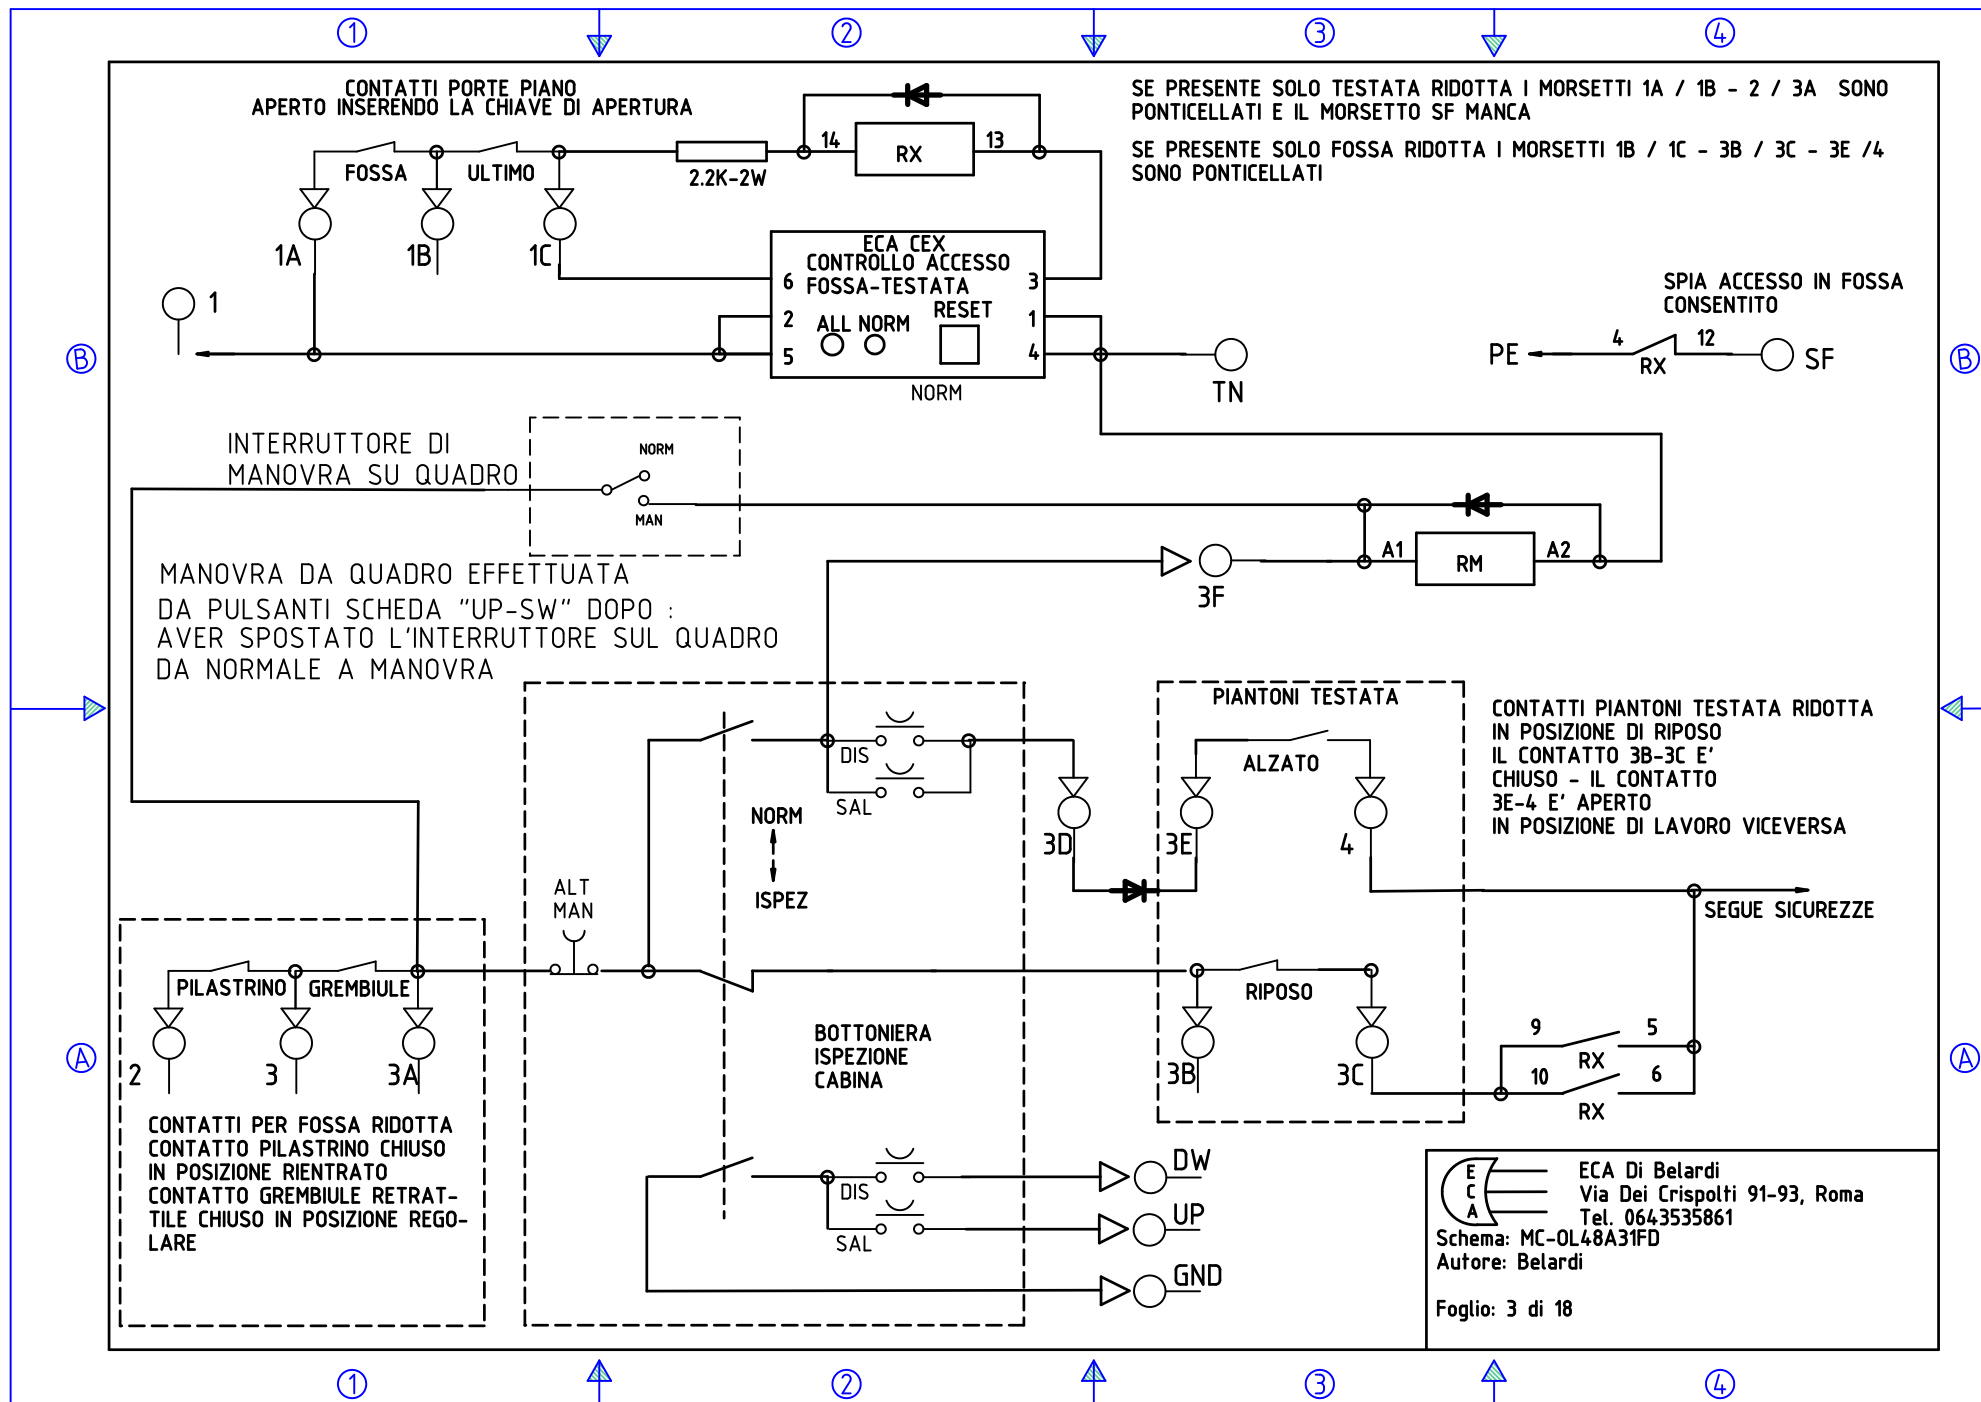 1 2 3 4
CONTATTI PORTE PIANO
APERTO INSERENDO LA CHIAVE DI APERTURA
SE PRESENTE SOLO TESTATA RIDOTTA I MORSETTI 1A / 1B - 2 / 3A SONO
PONTICELLATI E IL MORSETTO SF MANCA
SE PRESENTE SOLO FOSSA RIDOTTA I MORSETTI 1B / 1C - 3B / 3C - 3E /4
SONO PONTICELLATI
FOSSA ULTIMO
2.2K-2W
14 RX 13
1A 1B 1C
1
ECA CEX
CONTROLLO ACCESSO
FOSSA-TESTATA
RESET
ALL NORM
6 3
2 1
5 4
NORM
TN
SPIA ACCESSO IN FOSSA
CONSENTITO
PE 4 RX 12 SF
B B
INTERRUTTORE DI
MANOVRA SU QUADRO
NORM
MAN
A1 RM A2
3F
MANOVRA DA QUADRO EFFETTUATA
DA PULSANTI SCHEDA "UP-SW" DOPO :
AVER SPOSTATO L'INTERRUTTORE SUL QUADRO
DA NORMALE A MANOVRA
DIS
SAL
NORM
ISPEZ
3D
PIANTONI TESTATA
ALZATO
3E 4
CONTATTI PIANTONI TESTATA RIDOTTA
IN POSIZIONE DI RIPOSO
IL CONTATTO 3B-3C E'
CHIUSO - IL CONTATTO
3E-4 E' APERTO
IN POSIZIONE DI LAVORO VICEVERSA
SEGUE SICUREZZE
ALT
MAN
PILASTRINO GREMBIULE
2 3 3A
RIPOSO
3B 3C
9 RX 5
10 RX 6
BOTTONIERA
ISPEZIONE
CABINA
A A
CONTATTI PER FOSSA RIDOTTA
CONTATTO PILASTRINO CHIUSO
IN POSIZIONE RIENTRATO
CONTATTO GREMBIULE RETRAT-
TILE CHIUSO IN POSIZIONE REGO-
LARE
DIS
SAL
DW
UP
GND
E
C
A
ECA Di Belardi
Via Dei Crispolti 91-93, Roma
Tel. 0643535861
Schema: MC-OL48A31FD
Autore: Belardi
Foglio: 3 di 18
1 2 3 4